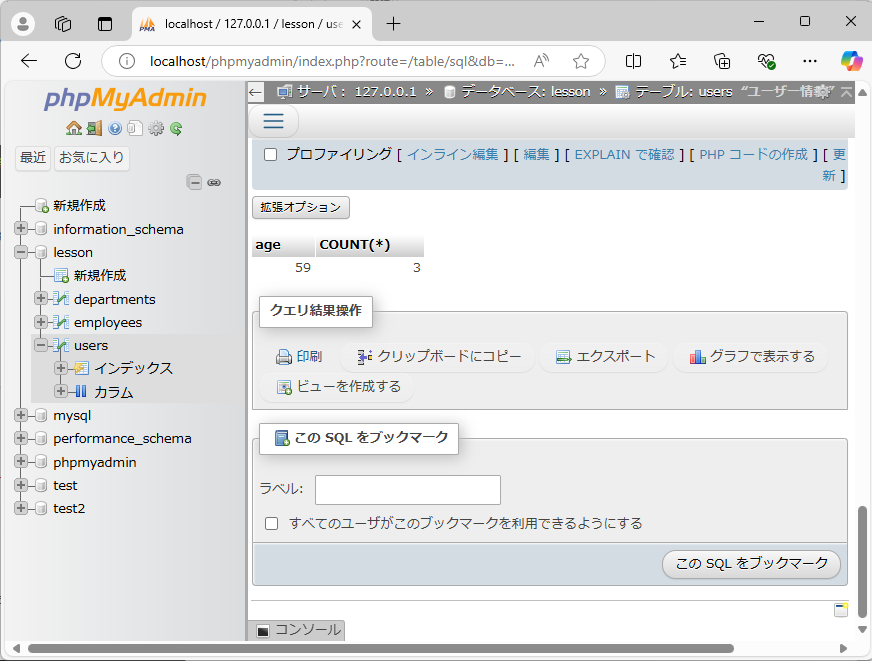 localhost / 127.0.0.1 / lesson / use
localhost/phpmyadmin/index.php?route=/table/sql&db=...
phpMyAdmin
最近 お気に入り
新規作成
information_schema
lesson
新規作成
departments
employees
users
インデックス
カラム
mysql
performance_schema
phpmyadmin
test
test2
サーバ: 127.0.0.1 » データベース: lesson » テーブル: users “ユーザー情報”
プロファイリング [ インライン編集 ] [ 編集 ] [ EXPLAIN で確認 ] [ PHP コードの作成 ] [ 更
新 ]
拡張オプション
age COUNT(*)
59 3
クエリ結果操作
印刷 クリップボードにコピー エクスポート グラフで表示する
ビューを作成する
この SQL をブックマーク
ラベル:
すべてのユーザがこのブックマークを利用できるようにする
この SQL をブックマーク
コンソール